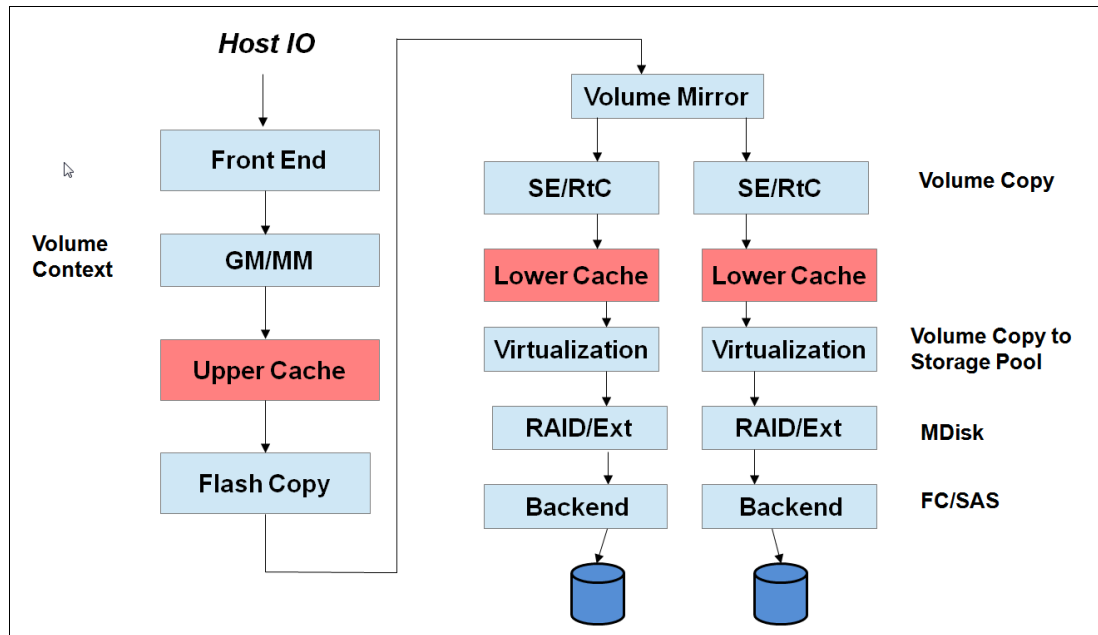 Host IO
Front End
Volume
Context
GM/MM
Upper Cache
Flash Copy
Volume Mirror
SE/RtC
SE/RtC
Volume Copy
Lower Cache
Lower Cache
Virtualization
Virtualization
Volume Copy to
Storage Pool
RAID/Ext
RAID/Ext
MDisk
Backend
Backend
FC/SAS